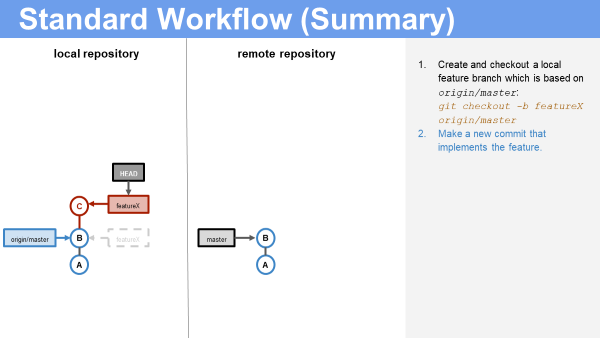 Standard Workflow (Summary)
local repository
remote repository
1. Create and checkout a local
feature branch which is based on
origin/master:
git checkout -b featureX
origin/master
2. Make a new commit that
implements the feature.
HEAD
C
featureX
origin/master
B
featureX
A
master
B
A